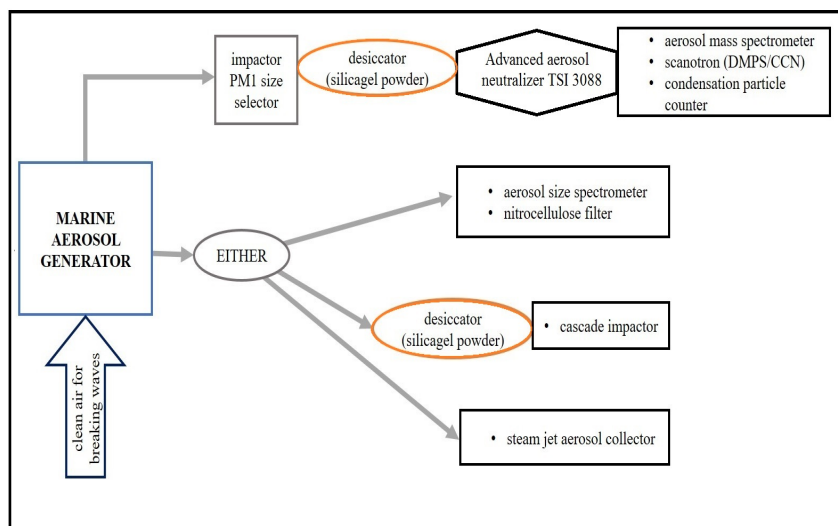 impactor
PM1 size
selector
desiccator
(silicagel powder)
Advanced aerosol
neutralizer TSI 3088
• aerosol mass spectrometer
• scanotron (DMPS/CCN)
• condensation particle
counter
MARINE
AEROSOL
GENERATOR
EITHER
• aerosol size spectrometer
• nitrocellulose filter
desiccator
(silicagel powder)
• cascade impactor
• steam jet aerosol collector
clean air for
breaking waves